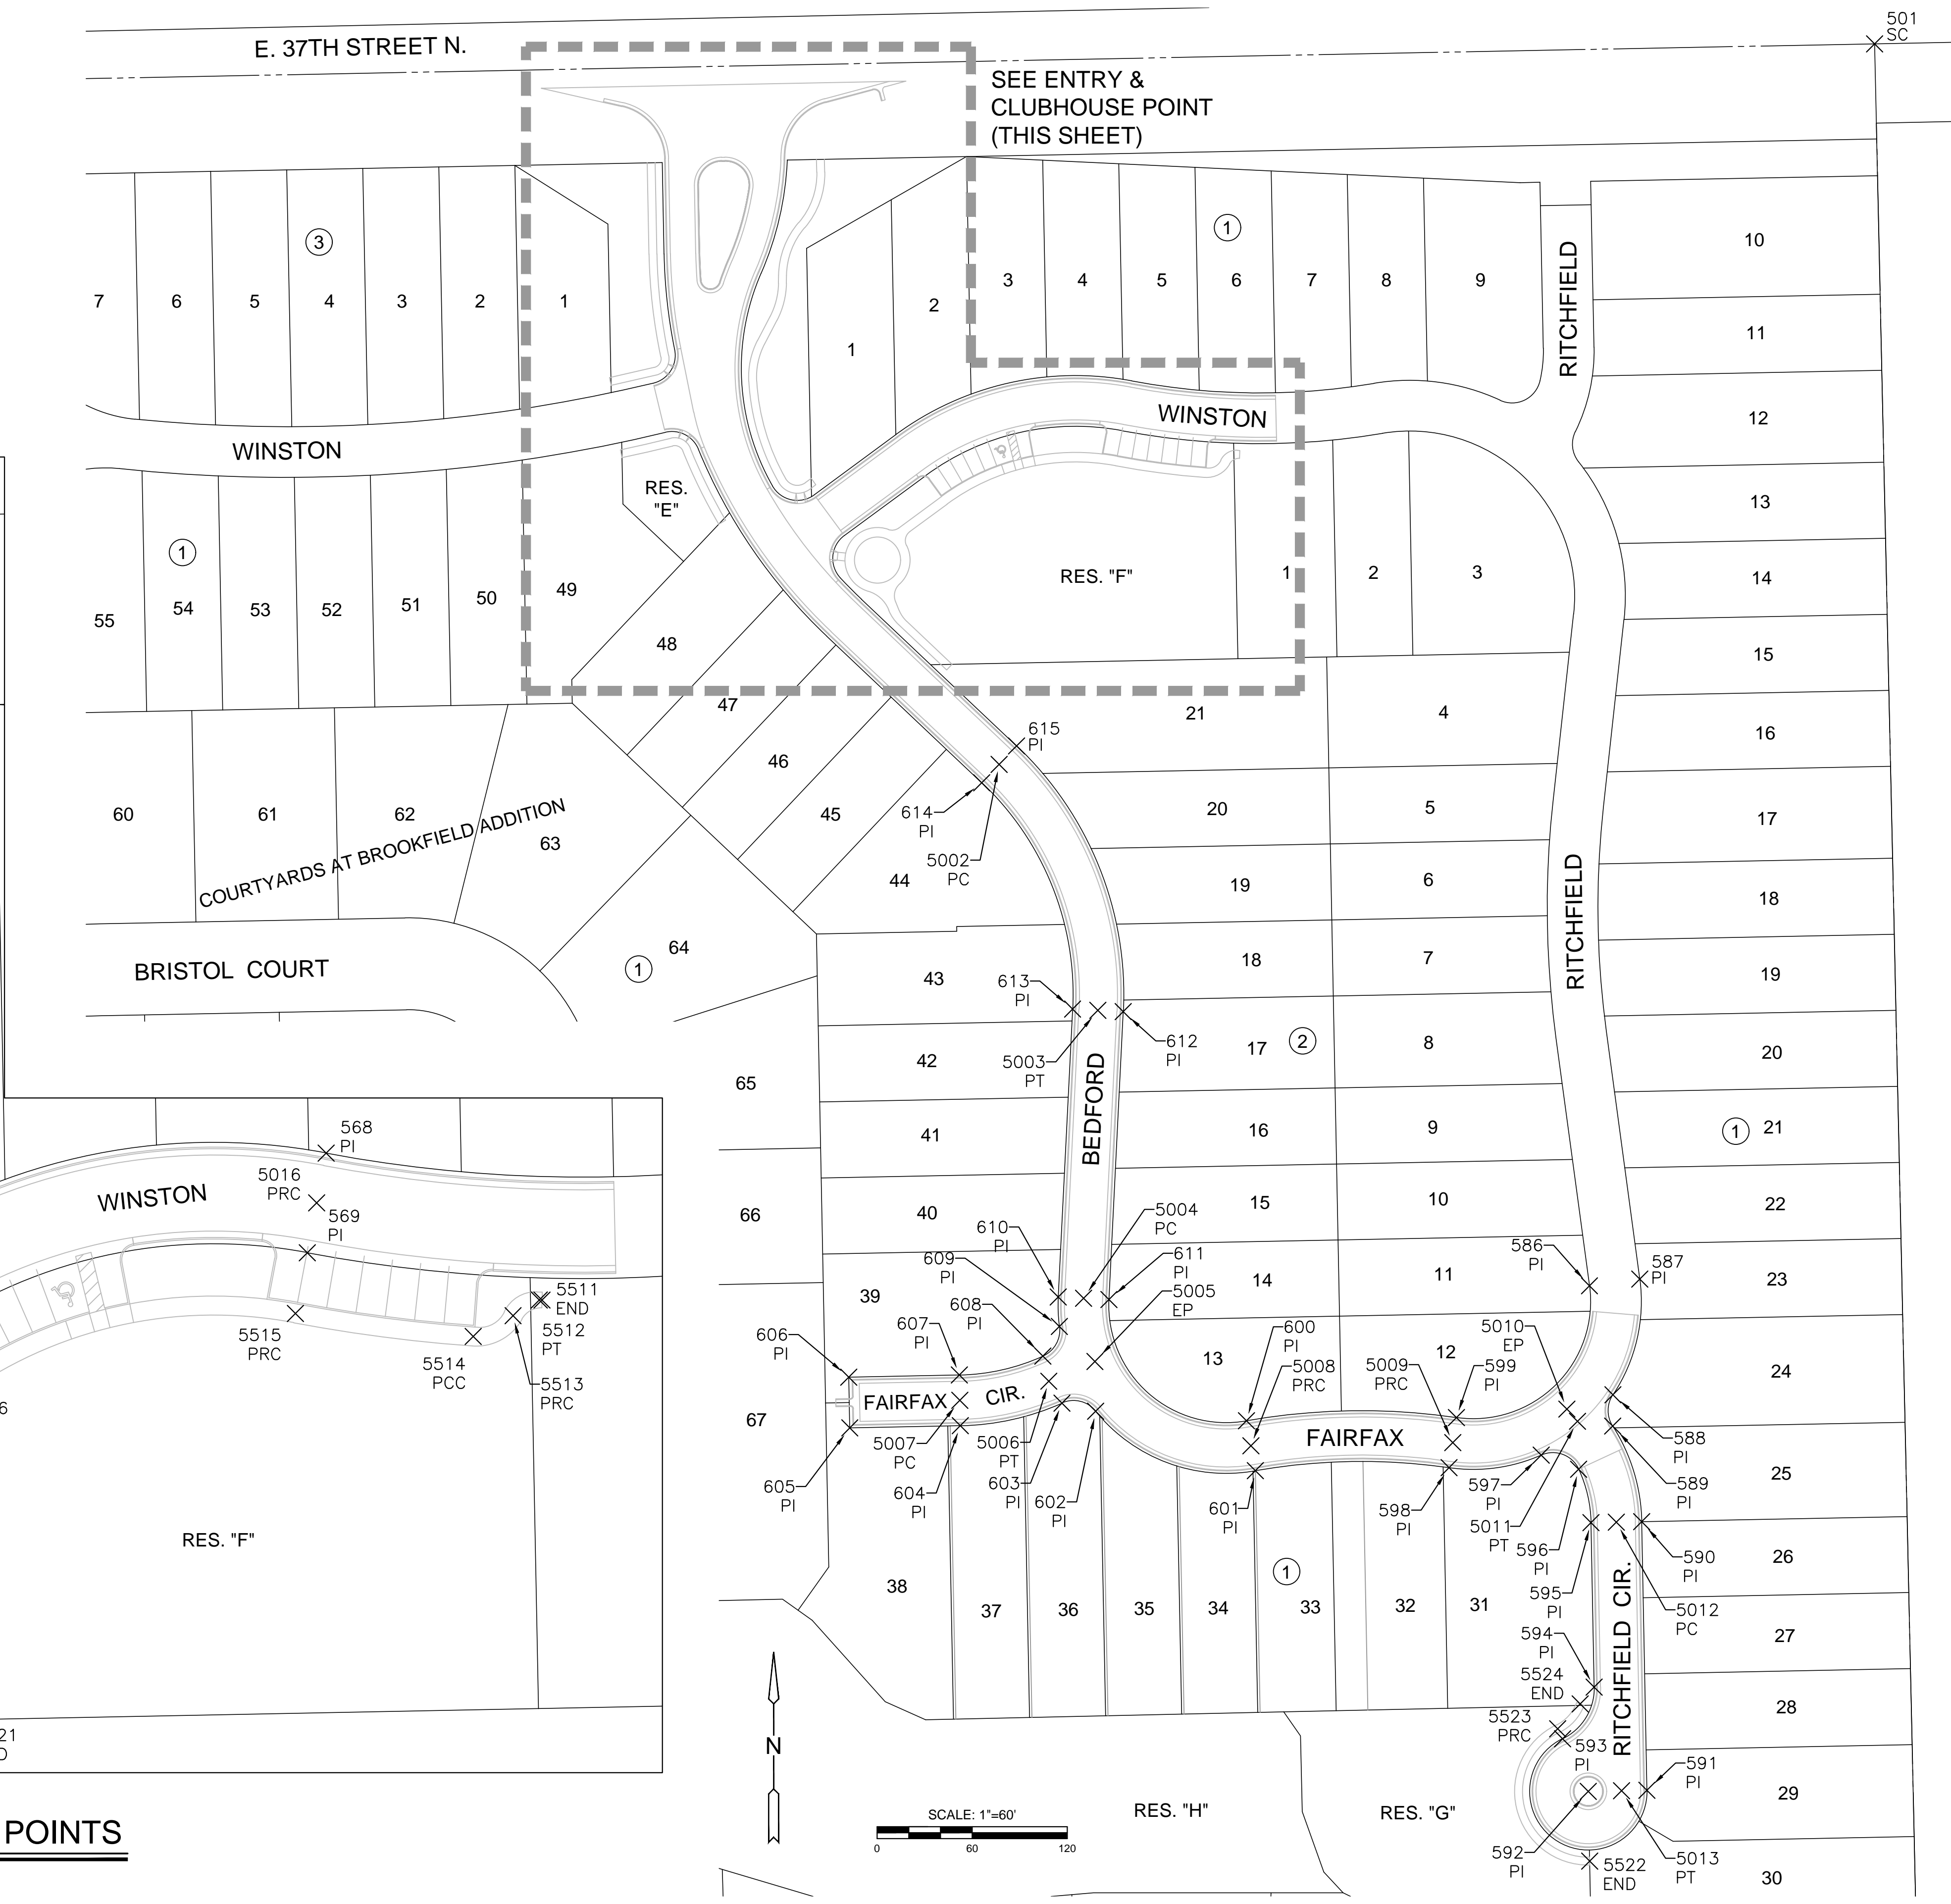 501
SC
E. 37TH STREET N.
SEE ENTRY &
CLUBHOUSE POINT
(THIS SHEET)
3
1
RITCHFIELD
10
7
6
5
4
3
2
1
1
2
3
4
5
6
7
8
9
11
12
WINSTON
WINSTON
RES.
"E"
13
1
55
54
53
52
51
50
49
48
RES. "F"
1
2
3
14
15
47
21
4
16
615
PI
46
60
61
62
63
COURTYARDS AT BROOKFIELD ADDITION
45
614
PI
5002
PC
20
5
17
44
19
6
RITCHFIELD
18
64
1
BRISTOL COURT
43
613
PI
18
7
19
612
PI
5003
PT
42
17
2
8
20
65
BEDFORD
41
16
9
1
21
66
40
15
10
22
5004
PC
610
PI
611
PI
609
PI
5005
EP
39
608
PI
14
11
586
PI
587
PI
23
607
PI
606
PI
13
600
PI
5008
PRC
5009
PRC
12
599
PI
5010
EP
24
67
FAIRFAX
CIR.
FAIRFAX
5007
PC
5006
PT
588
PI
589
PI
605
PI
604
PI
603
PI
602
PI
601
PI
598
PI
597
PI
5011
PT
596
PI
25
590
PI
26
38
37
36
35
34
1
33
32
31
595
PI
RITCHFIELD CIR.
5012
PC
27
594
PI
5524
END
28
5523
PRC
593
PI
591
PI
29
592
PI
5522
END
5013
PT
30
N
SCALE: 1"=60'
0
60
120
RES. "H"
RES. "G"
568
PI
5016
PRC
WINSTON
569
PI
5511
END
5512
PT
5515
PRC
5514
PCC
5513
PRC
6
RES. "F"
21
POINTS